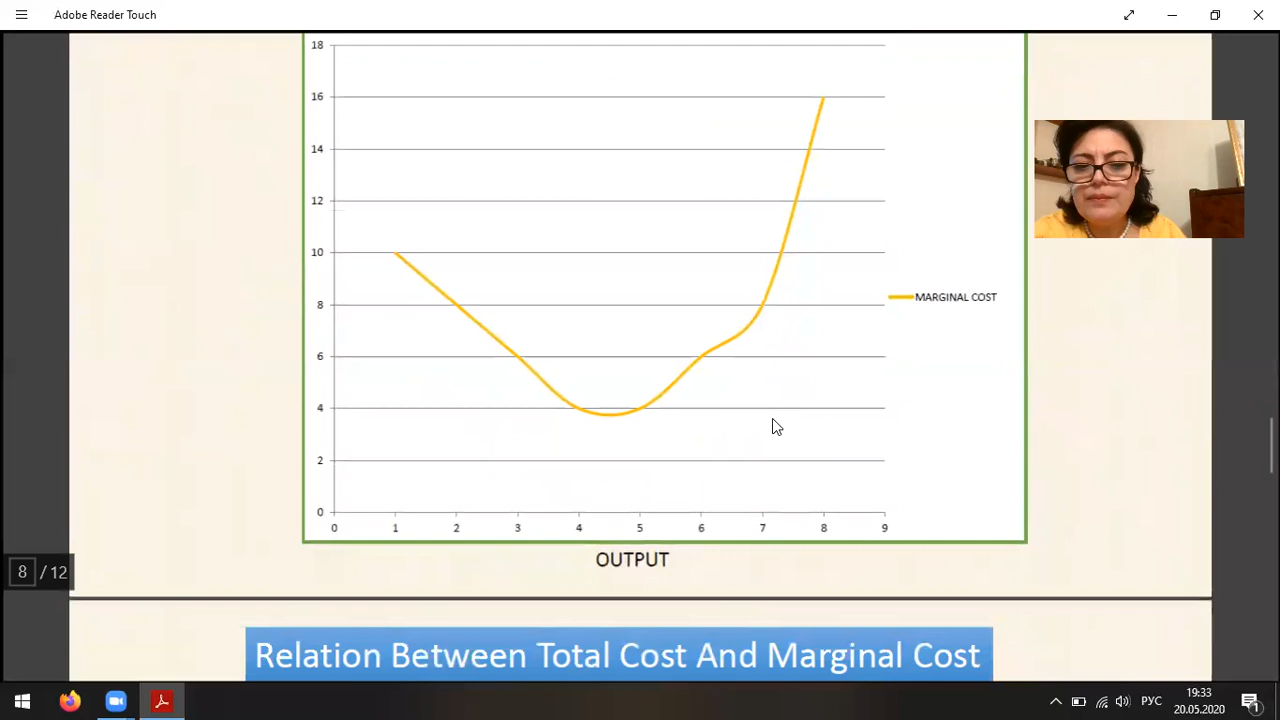 Adobe Reader Touch
18
16
14
12
10
8
6
4
2
0
0 1 2 3 4 5 6 7 8 9
MARGINAL COST
OUTPUT
8 / 12
Relation Between Total Cost And Marginal Cost
РУС
19:33
20.05.2020
1